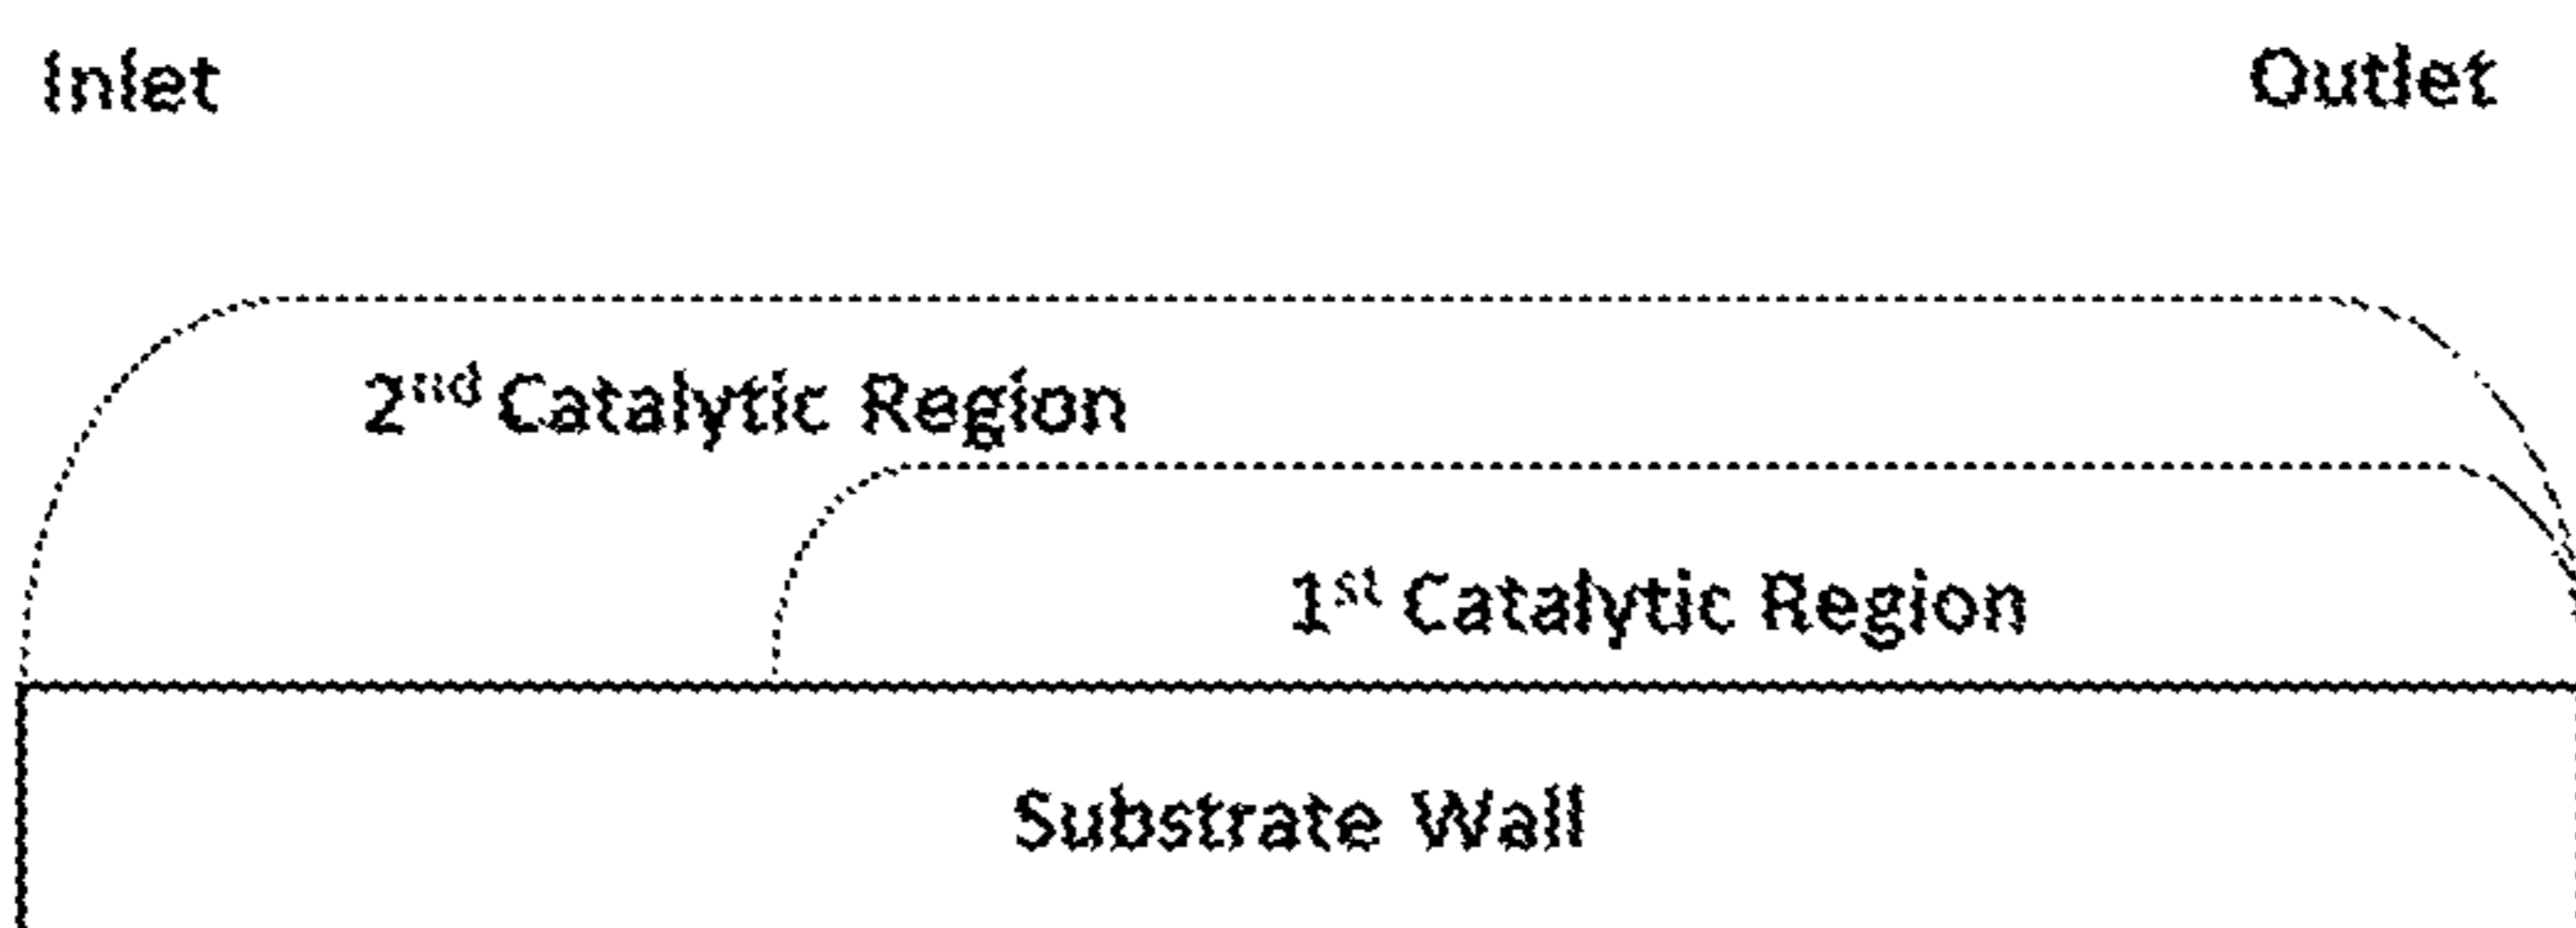 Inlet
Outlet
2nd Catalytic Region
1st Catalytic Region
Substrate Wall